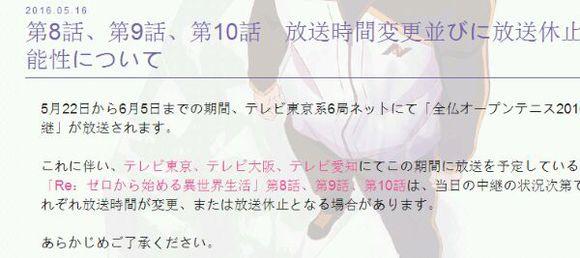 2016.05.16
第8話、第9話、第10話　放送時間変更並びに放送休止
能性について
5月22日から6月5日までの期間、テレビ東京系6局ネットにて「全仏オープンテニス201
継」が放送されます。
これに伴い、テレビ東京、テレビ大阪、テレビ愛知にてこの期間に放送を予定している
「Re：ゼロから始める異世界生活」第8話、第9話、第10話は、当日の中継の状況次第で
れぞれ放送時間が変更、または放送休止となる場合があります。
あらかじめご了承ください。